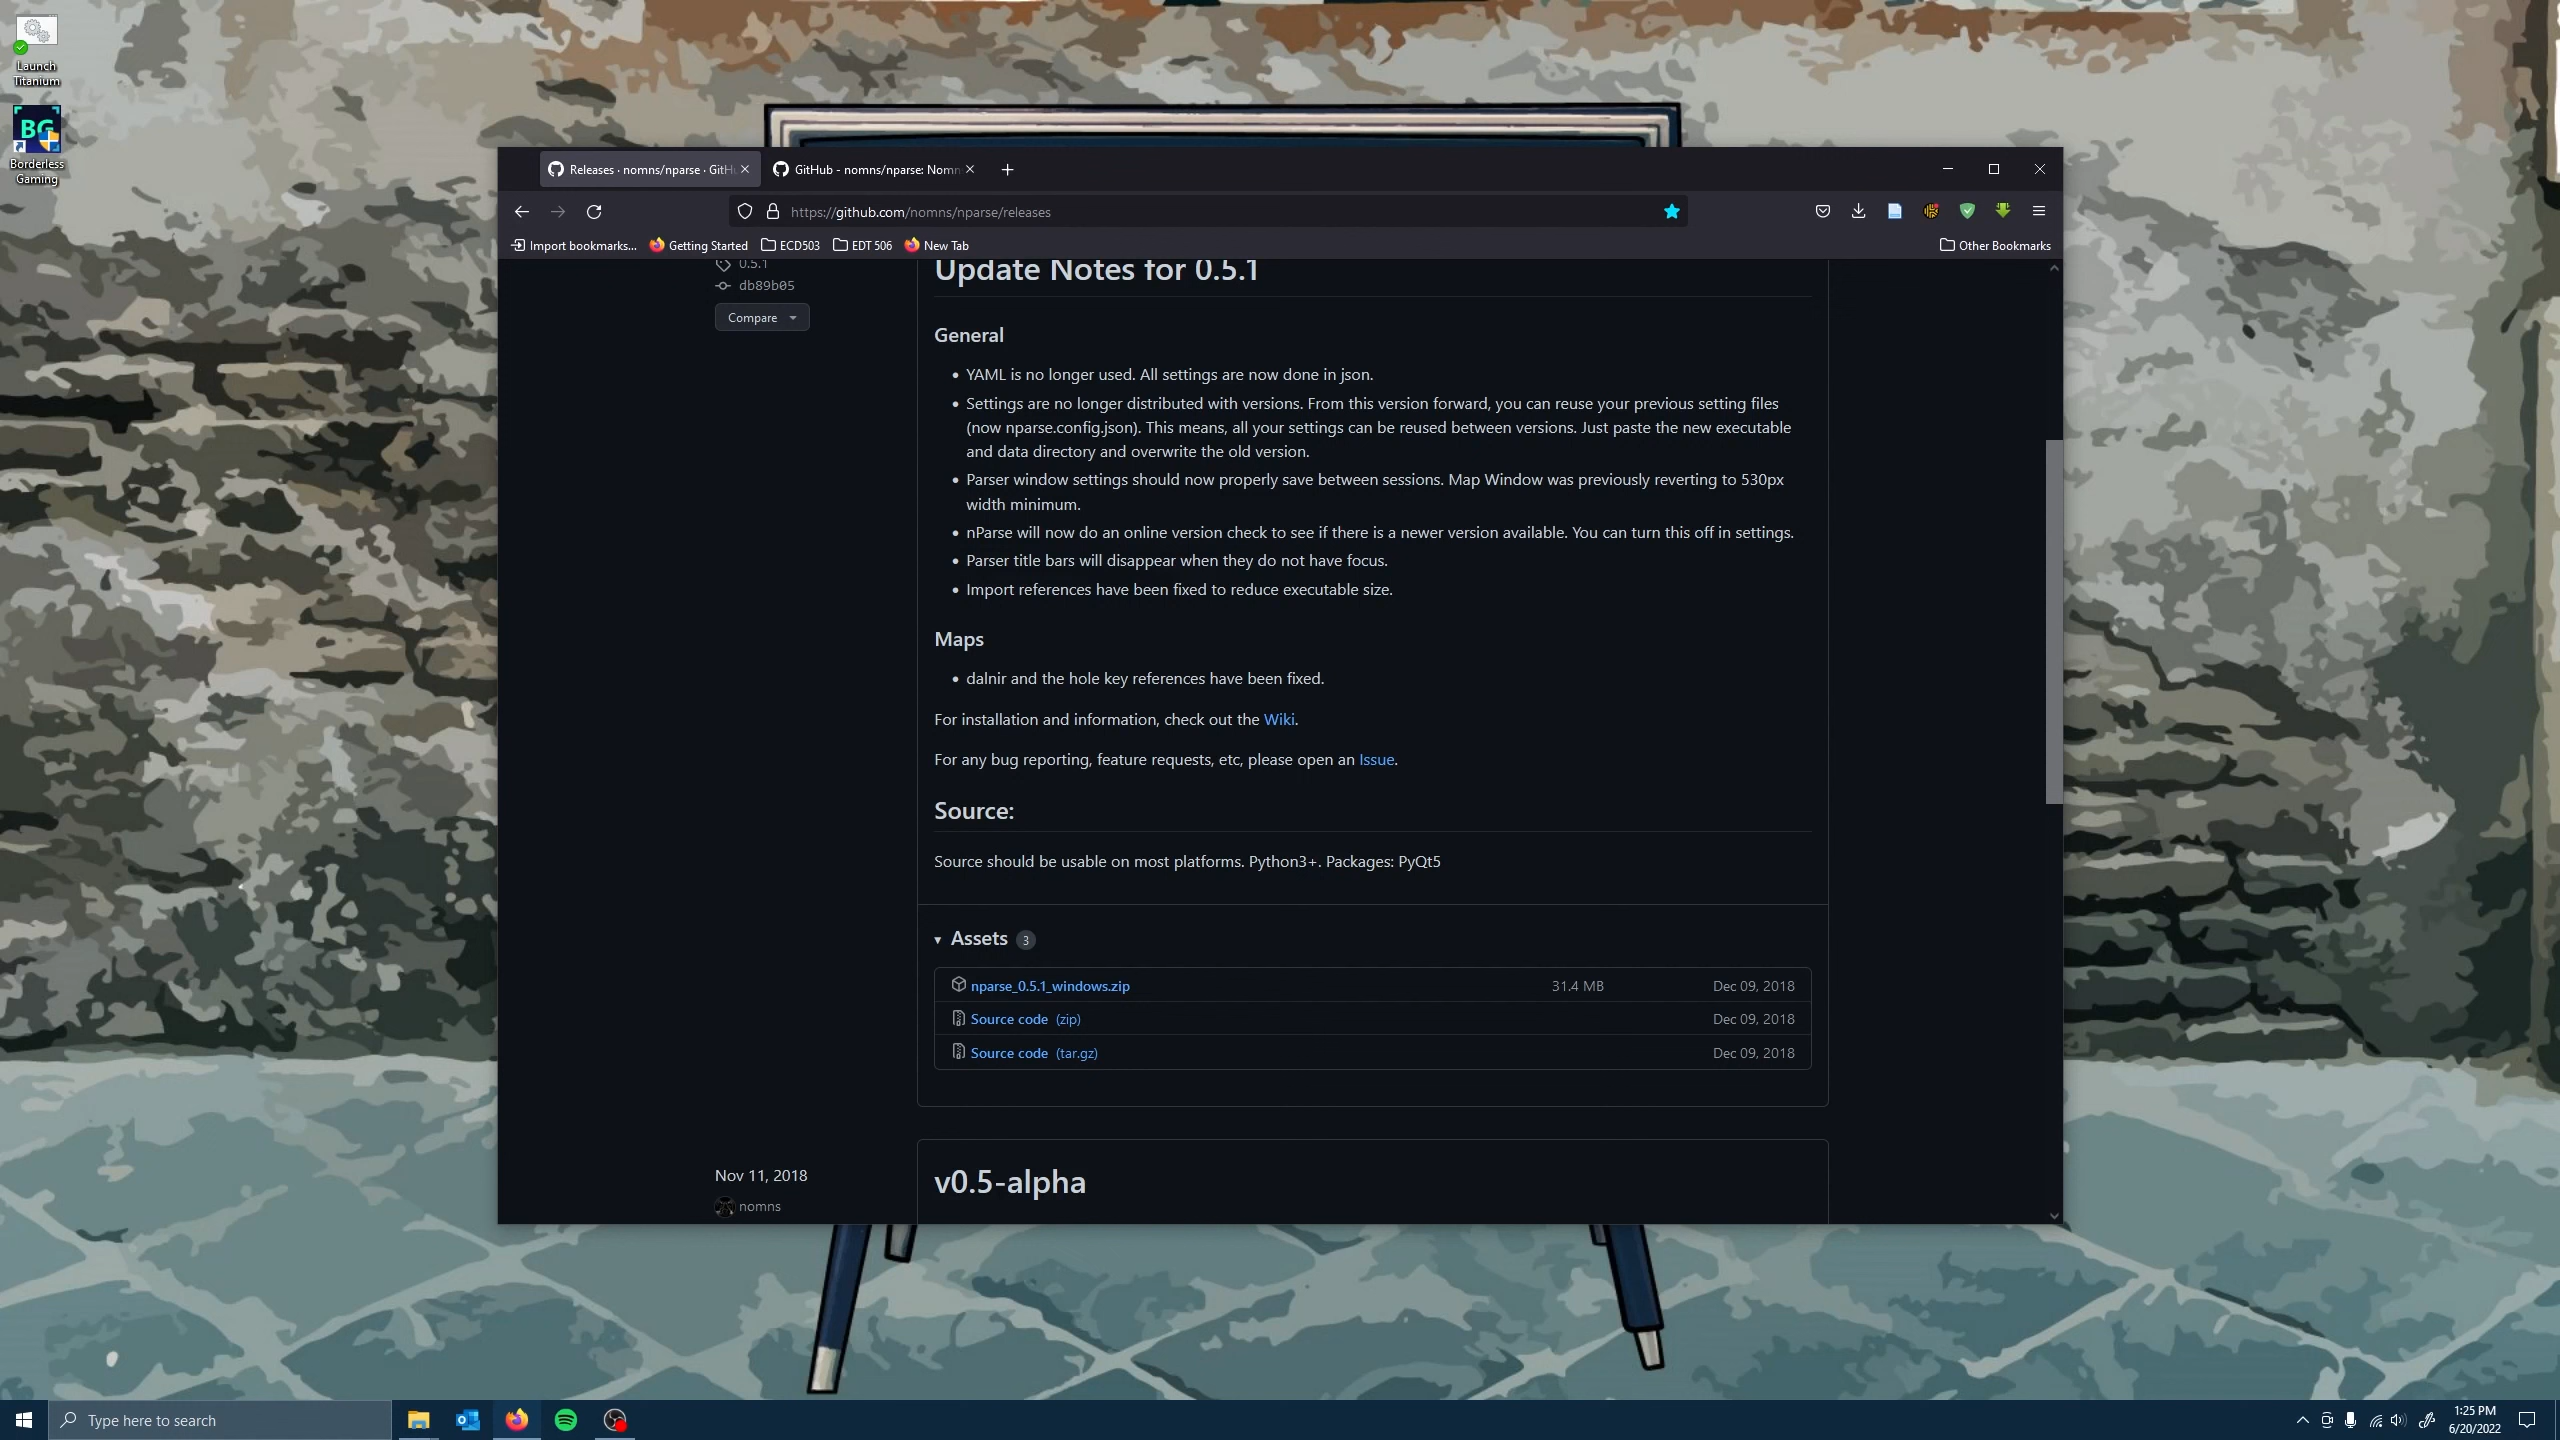 Launch
Titanium
BG
Borderless
Gaming
Releases · nomns/nparse · GitHu
GitHub - nomns/nparse: Nomn
https://github.com/nomns/nparse/releases
Import bookmarks...
Getting Started
ECD503
EDT 506
New Tab
Other Bookmarks
0.5.1
db89b05
Compare
Update Notes for 0.5.1
General
• YAML is no longer used. All settings are now done in json.
• Settings are no longer distributed with versions. From this version forward, you can reuse your previous setting files
(now nparse.config.json). This means, all your settings can be reused between versions. Just paste the new executable
and data directory and overwrite the old version.
• Parser window settings should now properly save between sessions. Map Window was previously reverting to 530px
width minimum.
• nParse will now do an online version check to see if there is a newer version available. You can turn this off in settings.
• Parser title bars will disappear when they do not have focus.
• Import references have been fixed to reduce executable size.
Maps
• dalnir and the hole key references have been fixed.
For installation and information, check out the Wiki.
For any bug reporting, feature requests, etc, please open an Issue.
Source:
Source should be usable on most platforms. Python3+. Packages: PyQt5
Assets 3
nparse_0.5.1_windows.zip 31.4 MB Dec 09, 2018
Source code (zip) Dec 09, 2018
Source code (tar.gz) Dec 09, 2018
Nov 11, 2018
nomns
v0.5-alpha
Type here to search
1:25 PM
6/20/2022